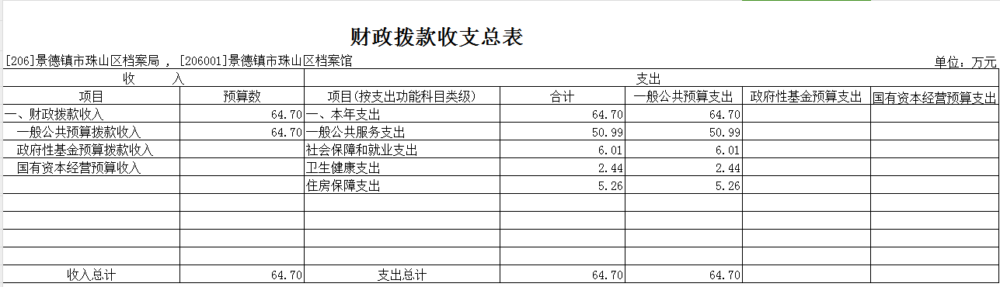 财政拨款收支总表
[206]景德镇市珠山区档案局 , [206001]景德镇市珠山区档案馆 单位：万元
收 入 支出
项目 预算数 项目(按支出功能科目类级) 合计 一般公共预算支出 政府性基金预算支出 国有资本经营预算支出
一、财政拨款收入 64.70 一、本年支出 64.70 64.70
一般公共预算拨款收入 64.70 一般公共服务支出 50.99 50.99
政府性基金预算拨款收入 社会保障和就业支出 6.01 6.01
国有资本经营预算收入 卫生健康支出 2.44 2.44
住房保障支出 5.26 5.26
收入总计 64.70 支出总计 64.70 64.70